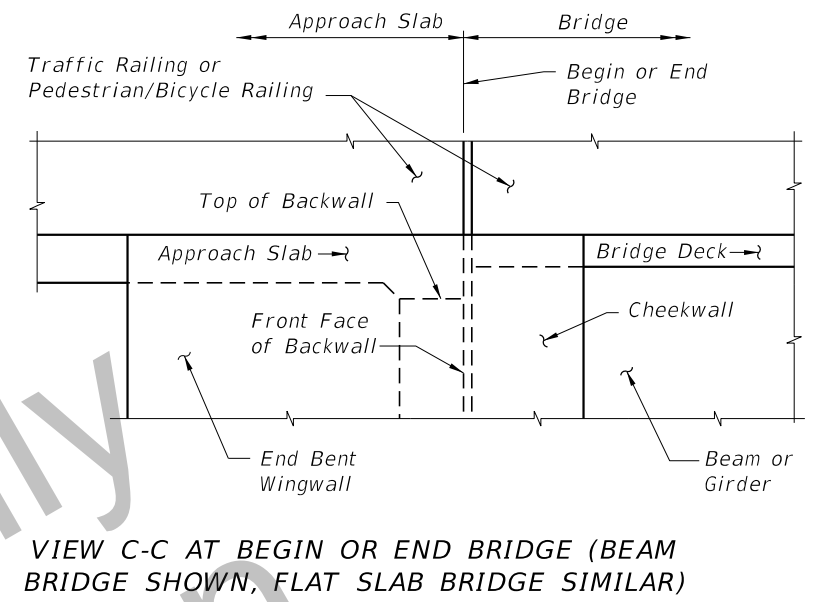 Approach Slab
Bridge
Traffic Railing or
Pedestrian/Bicycle Railing
Begin or End
Bridge
Top of Backwall
Approach Slab
Bridge Deck
Front Face
of Backwall
Cheekwall
End Bent
Wingwall
Beam or
Girder
VIEW C-C AT BEGIN OR END BRIDGE (BEAM
BRIDGE SHOWN, FLAT SLAB BRIDGE SIMILAR)